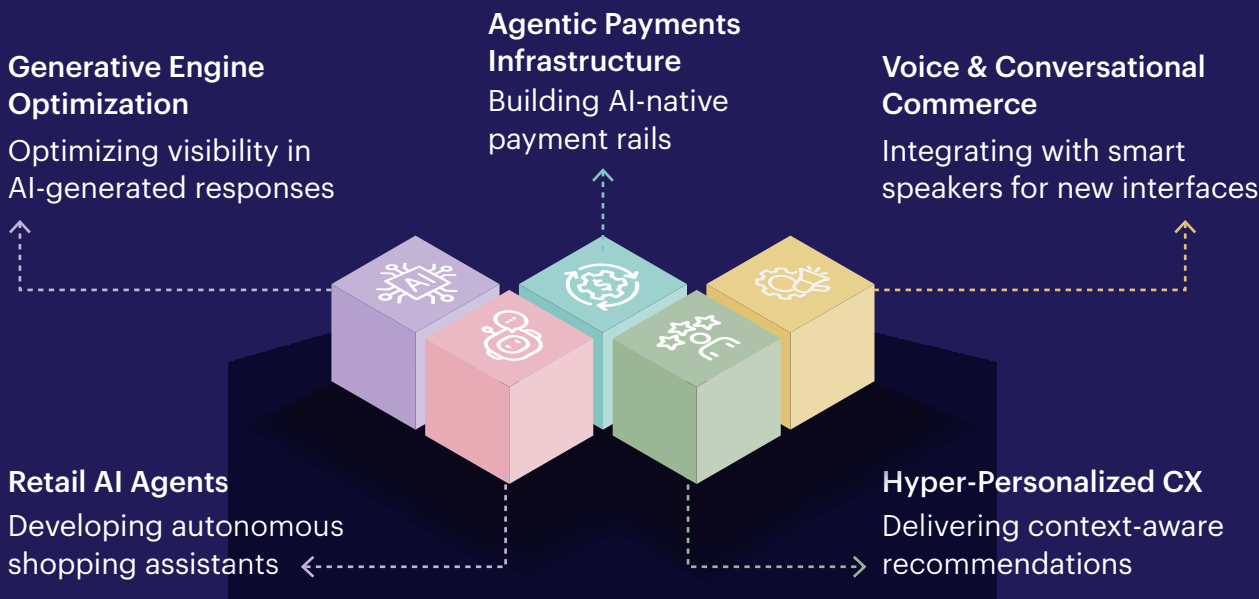 Generative Engine
Optimization
Optimizing visibility in
AI-generated responses
Agentic Payments
Infrastructure
Building AI-native
payment rails
Voice & Conversational
Commerce
Integrating with smart
speakers for new interfaces
AI
Retail AI Agents
Developing autonomous
shopping assistants
Hyper-Personalized CX
Delivering context-aware
recommendations